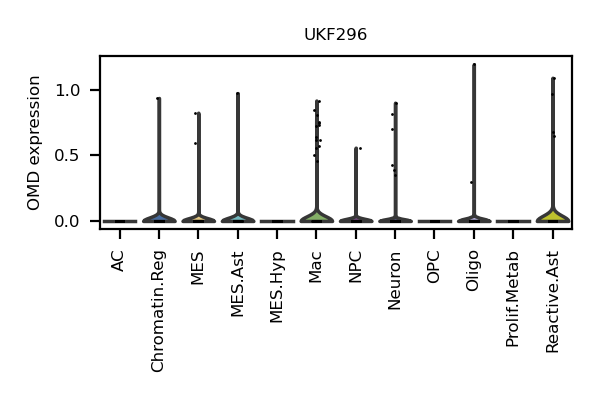 UKF296
OMD expression
1.0
0.5
0.0
AC
Chromatin.Reg
MES
MES.Ast
MES.Hyp
Mac
NPC
Neuron
OPC
Oligo
Prolif.Metab
Reactive.Ast